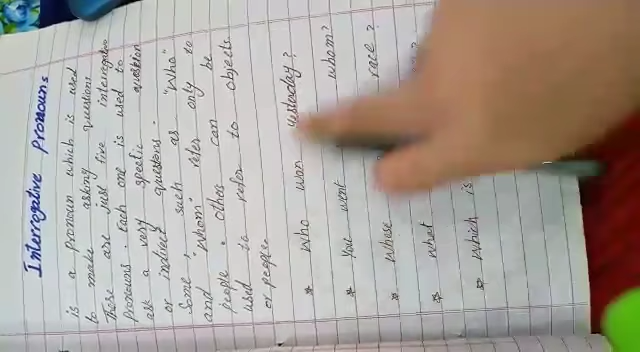 Interrogative Pronouns
is a pronoun which is used
to make asking questions.
There are just five interrogative
pronouns. Each one is used to
ask a very specific question
or indirect questions.
Some, such as "Who"
and "Whom" refer only to
people. Others can be
used to refer to objects
or people
* Who won yesterday?
* You went whom?
* Whose race?
* What
* Which is